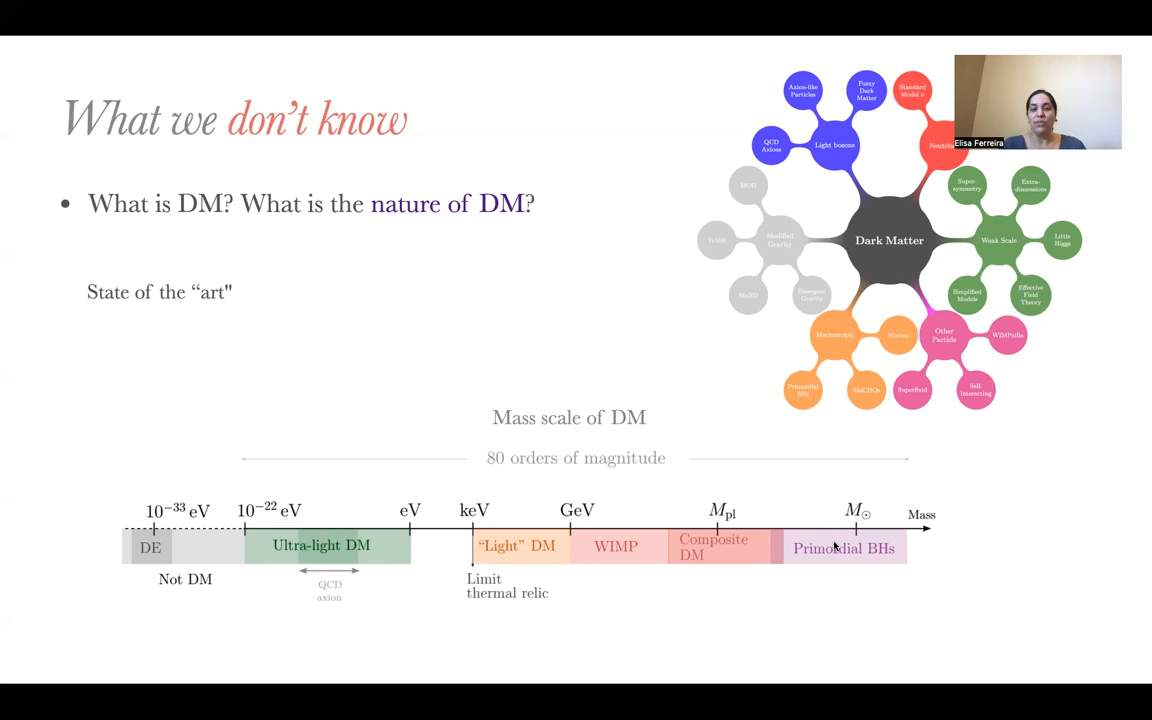 What we don't know
• What is DM? What is the nature of DM?
State of the “art"
Axion-like
Particles
Fuzzy
Dark
Matter
Standard
Model ν
QCD
Axions
Light bosons
Elisa Ferreira
MOG
Modified
Gravity
TeVeS
MoND
Emergent
Gravity
Dark Matter
Super-
symmetry
Extra-
dimensions
Weak Scale
Little
Higgs
Simplified
Models
Effective
Field
Theory
Macroscopic
Macros
Primordial
BHs
MaCHOs
Other
Particle
WIMPzilla
Superfluid
Self-
interacting
Mass scale of DM
80 orders of magnitude
10⁻³³ eV 10⁻²² eV eV keV GeV M_pl M_☉ Mass
DE Ultra-light DM “Light” DM WIMP Composite
DM
Primordial BHs
Not DM
QCD
axion
Limit
thermal relic